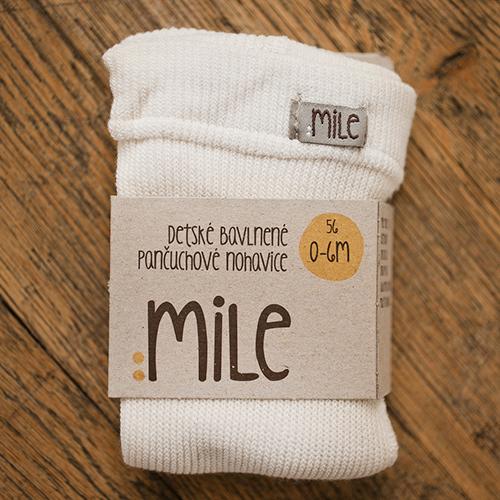 :mile
Detské bavlnené
pančuchové nohavice
56
0-6M
:mile